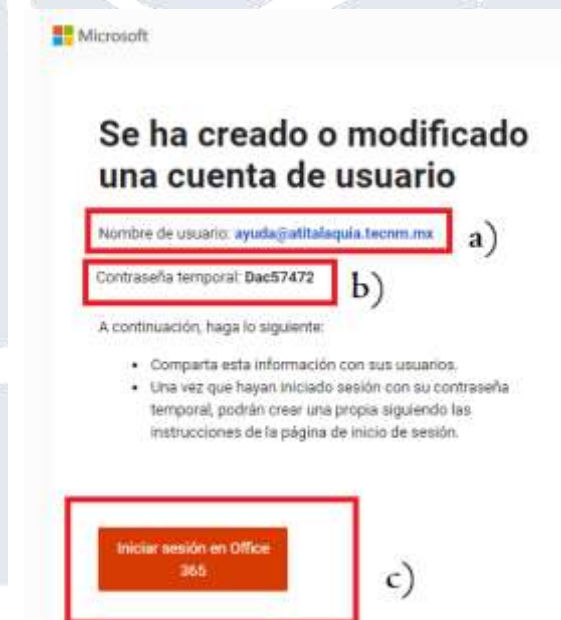 Microsoft
Se ha creado o modificado
una cuenta de usuario
Nombre de usuario: ayuda@atitalaquia.tecnm.mx
a)
Contraseña temporal: Dac57472
b)
A continuación, haga lo siguiente:
• Comparta esta información con sus usuarios.
• Una vez que hayan iniciado sesión con su contraseña
temporal, podrán crear una propia siguiendo las
instrucciones de la página de inicio de sesión.
Iniciar sesión en Office
365
c)